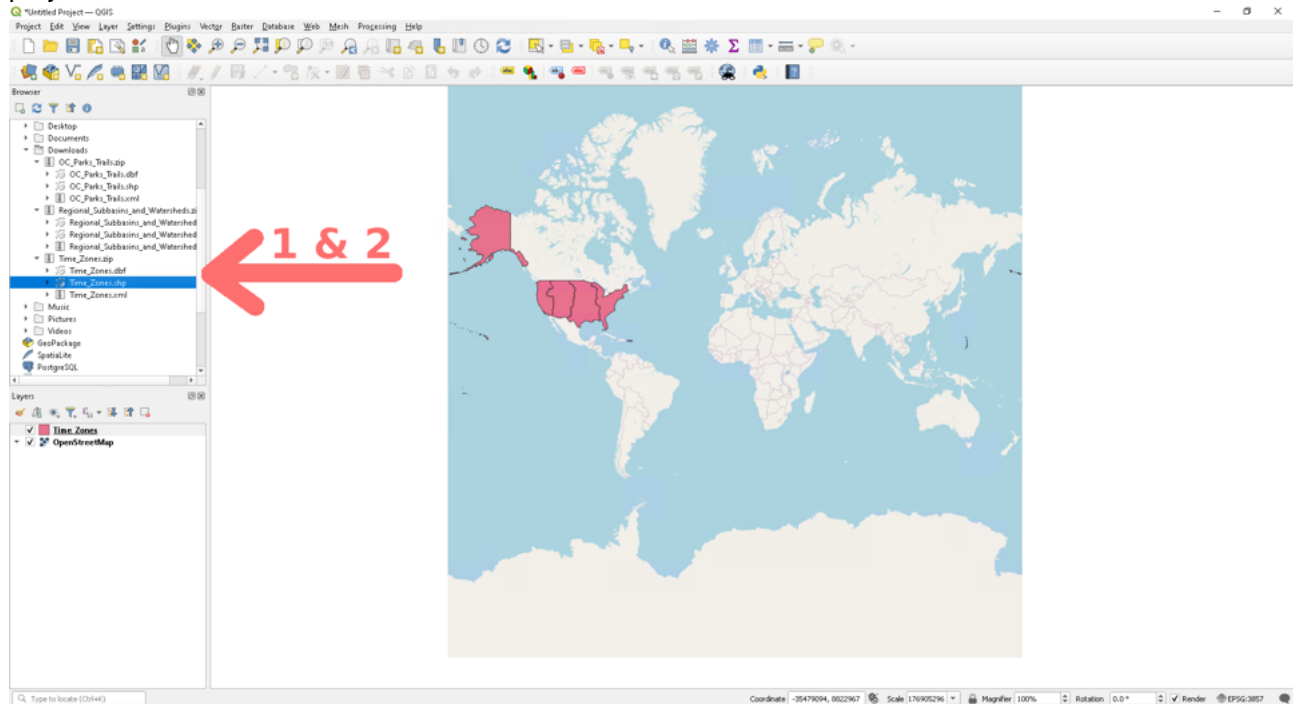 *Untitled Project — QGIS
Project Edit View Layer Settings Plugins Vector Raster Database Web Mesh Processing Help
Browser
Desktop
Documents
Downloads
OC_Parks_Trails.zip
OC_Parks_Trails.dbf
OC_Parks_Trails.shp
OC_Parks_Trails.xml
Regional_Subbasins_and_Watersheds.zi
Regional_Subbasins_and_Watershed
Regional_Subbasins_and_Watershed
Regional_Subbasins_and_Watershed
Time_Zones.zip
Time_Zones.dbf
Time_Zones.shp
Time_Zones.xml
Music
Pictures
Videos
GeoPackage
SpatiaLite
PostgreSQL
1 & 2
Layers
Time Zones
OpenStreetMap
Type to locate (Ctrl+K)
Coordinate -35479094, 8822967 Scale 176905296 Magnifier 100% Rotation 0.0 ° Render EPSG:3857